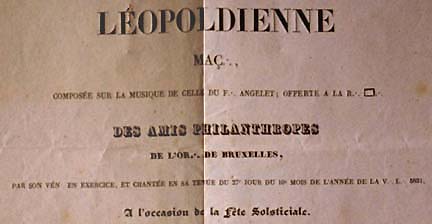 LÉOPOLDIENNE
MAÇ∴,
COMPOSÉE SUR LA MUSIQUE DE CELLE DU F∴ ANGELET; OFFERTE A LA R∴ □∴
DES AMIS PHILANTHROPES
DE L'OR∴ DE BRUXELLES,
PAR SON VÉN EN EXERCICE, ET CHANTÉE EN SA TENUE DU 27e JOUR DU 10e MOIS DE L'ANNÉE DE LA V∴ L∴ 5831,
A l'occasion de la Fête Solsticiale.